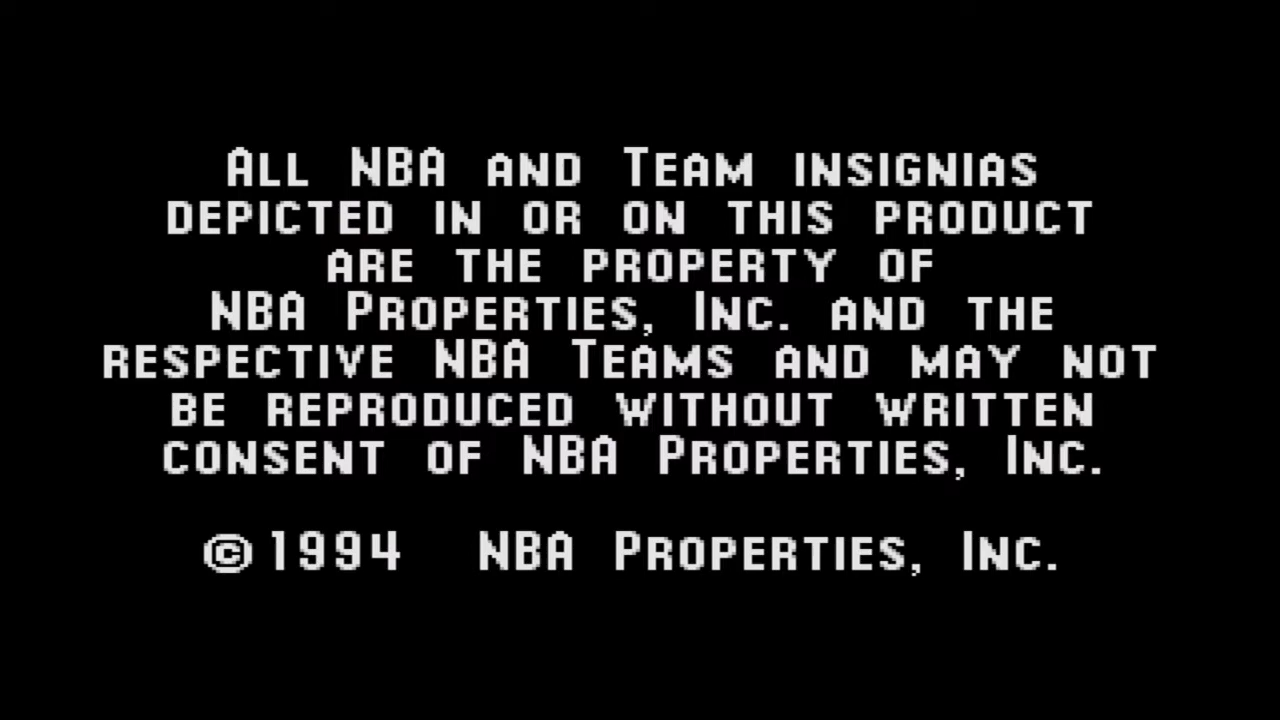 All NBA and Team insignias
depicted in or on this product
are the property of
NBA Properties, Inc. and the
respective NBA Teams and may not
be reproduced without written
consent of NBA Properties, Inc.
©1994 NBA Properties, Inc.